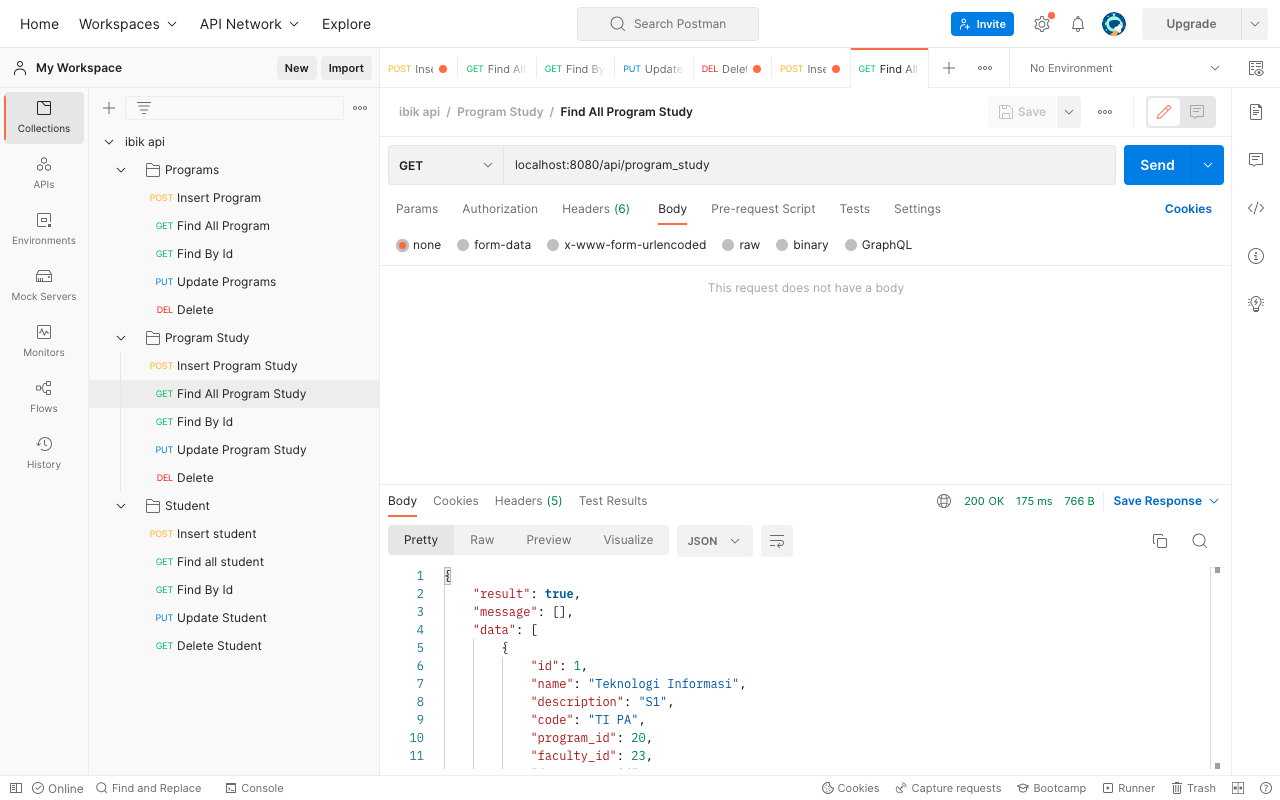 Home Workspaces API Network Explore Search Postman Invite Upgrade
My Workspace New Import
POST Inse GET Find All GET Find By PUT Update DEL Delet POST Inse GET Find All No Environment
Collections
APIs
Environments
Mock Servers
Monitors
Flows
History
ibik api
Programs
POST Insert Program
GET Find All Program
GET Find By Id
PUT Update Programs
DEL Delete
Program Study
POST Insert Program Study
GET Find All Program Study
GET Find By Id
PUT Update Program Study
DEL Delete
Student
POST Insert student
GET Find all student
GET Find By Id
PUT Update Student
GET Delete Student
ibik api / Program Study / Find All Program Study Save
GET localhost:8080/api/program_study Send
Params Authorization Headers (6) Body Pre-request Script Tests Settings Cookies
none form-data x-www-form-urlencoded raw binary GraphQL
This request does not have a body
Body Cookies Headers (5) Test Results 200 OK 175 ms 766 B Save Response
Pretty Raw Preview Visualize JSON
1 {
2 "result": true,
3 "message": [],
4 "data": [
5 {
6 "id": 1,
7 "name": "Teknologi Informasi",
8 "description": "S1",
9 "code": "TI PA",
10 "program_id": 20,
11 "faculty_id": 23,
Online Find and Replace Console Cookies Capture requests Bootcamp Runner Trash